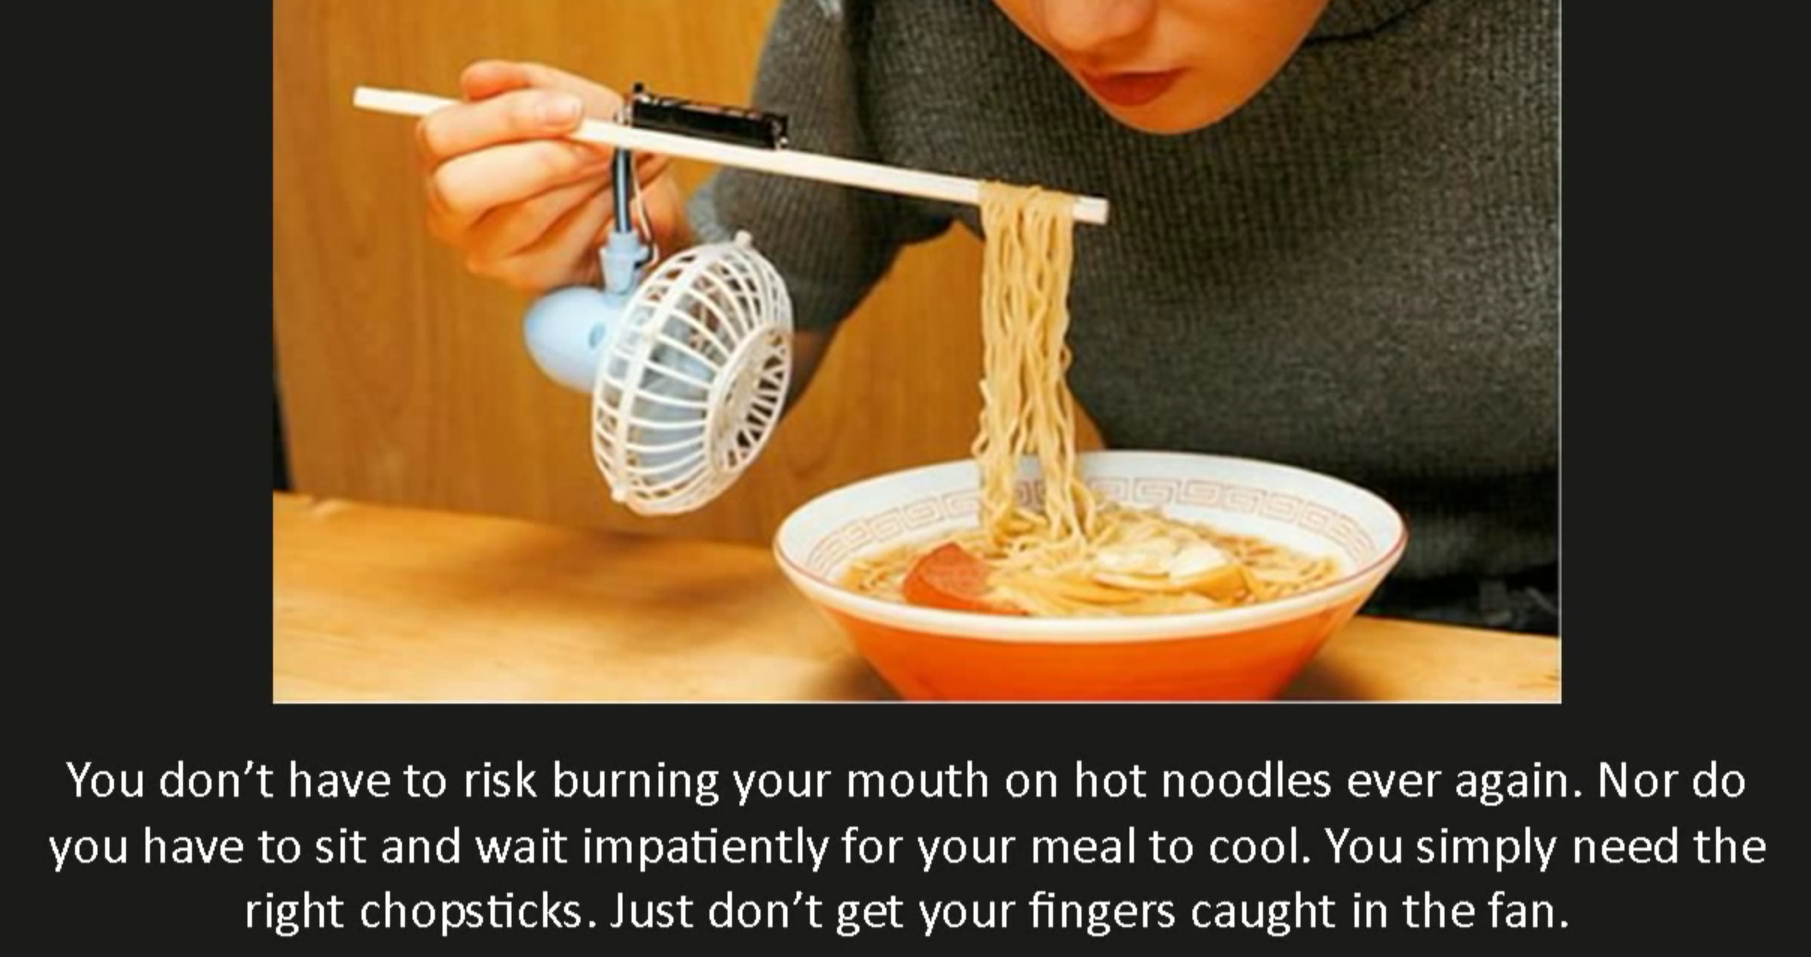 You don’t have to risk burning your mouth on hot noodles ever again. Nor do
you have to sit and wait impatiently for your meal to cool. You simply need the
right chopsticks. Just don’t get your fingers caught in the fan.